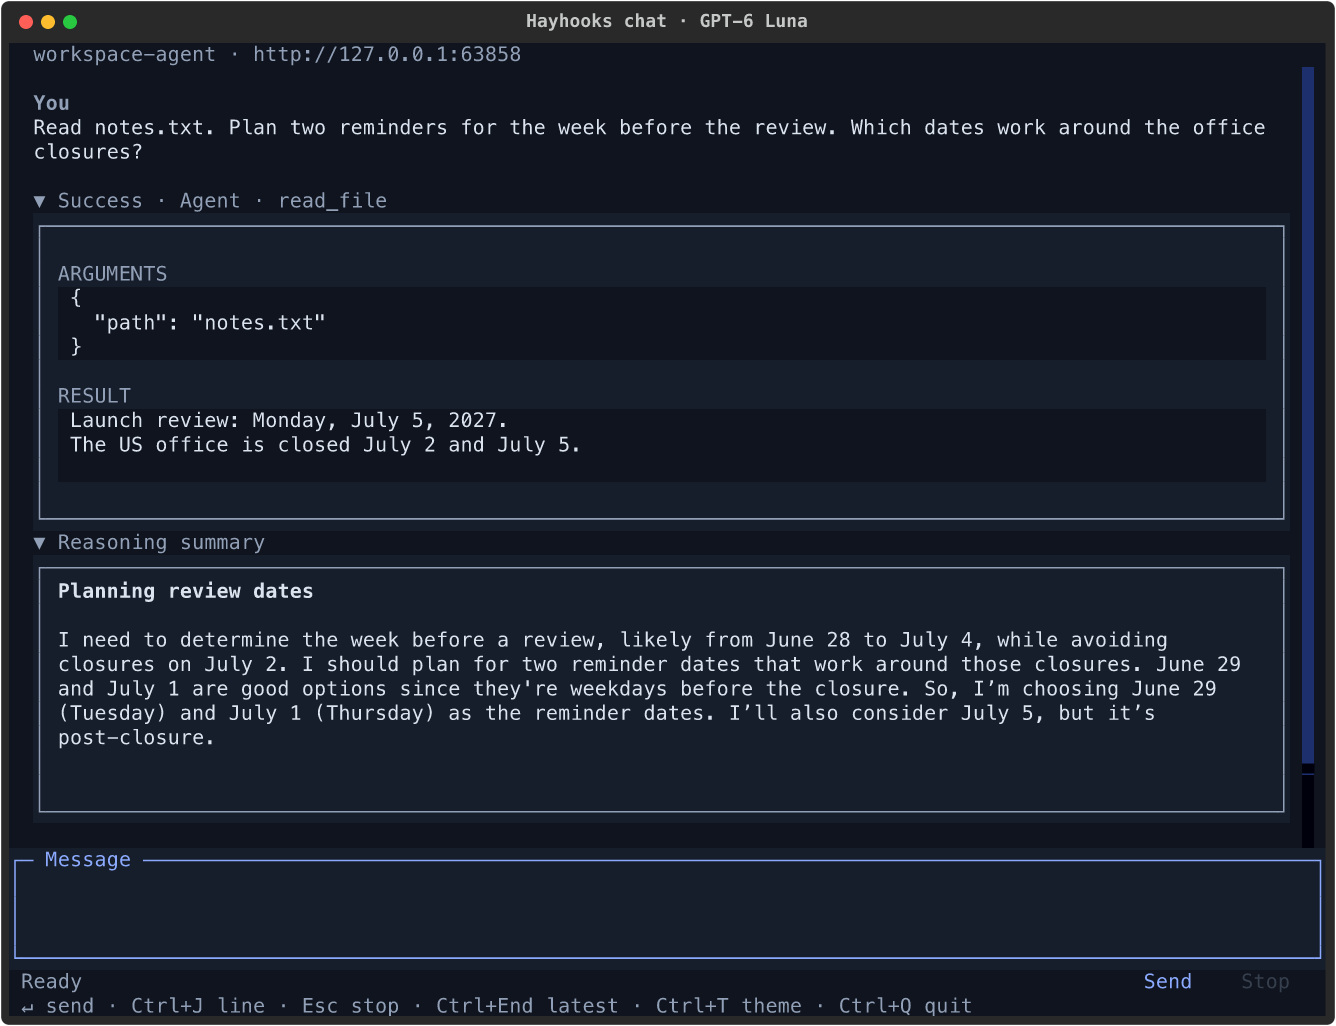 Hayhooks chat · GPT-6 Luna
workspace-agent · http://127.0.0.1:63858
You
Read notes.txt. Plan two reminders for the week before the review. Which dates work around the office
closures?
▼ Success · Agent · read_file
ARGUMENTS
{
  "path": "notes.txt"
}
RESULT
Launch review: Monday, July 5, 2027.
The US office is closed July 2 and July 5.
▼ Reasoning summary
Planning review dates
I need to determine the week before a review, likely from June 28 to July 4, while avoiding
closures on July 2. I should plan for two reminder dates that work around those closures. June 29
and July 1 are good options since they're weekdays before the closure. So, I’m choosing June 29
(Tuesday) and July 1 (Thursday) as the reminder dates. I’ll also consider July 5, but it’s
post-closure.
Message
Ready
Send Stop
↵ send · Ctrl+J line · Esc stop · Ctrl+End latest · Ctrl+T theme · Ctrl+Q quit